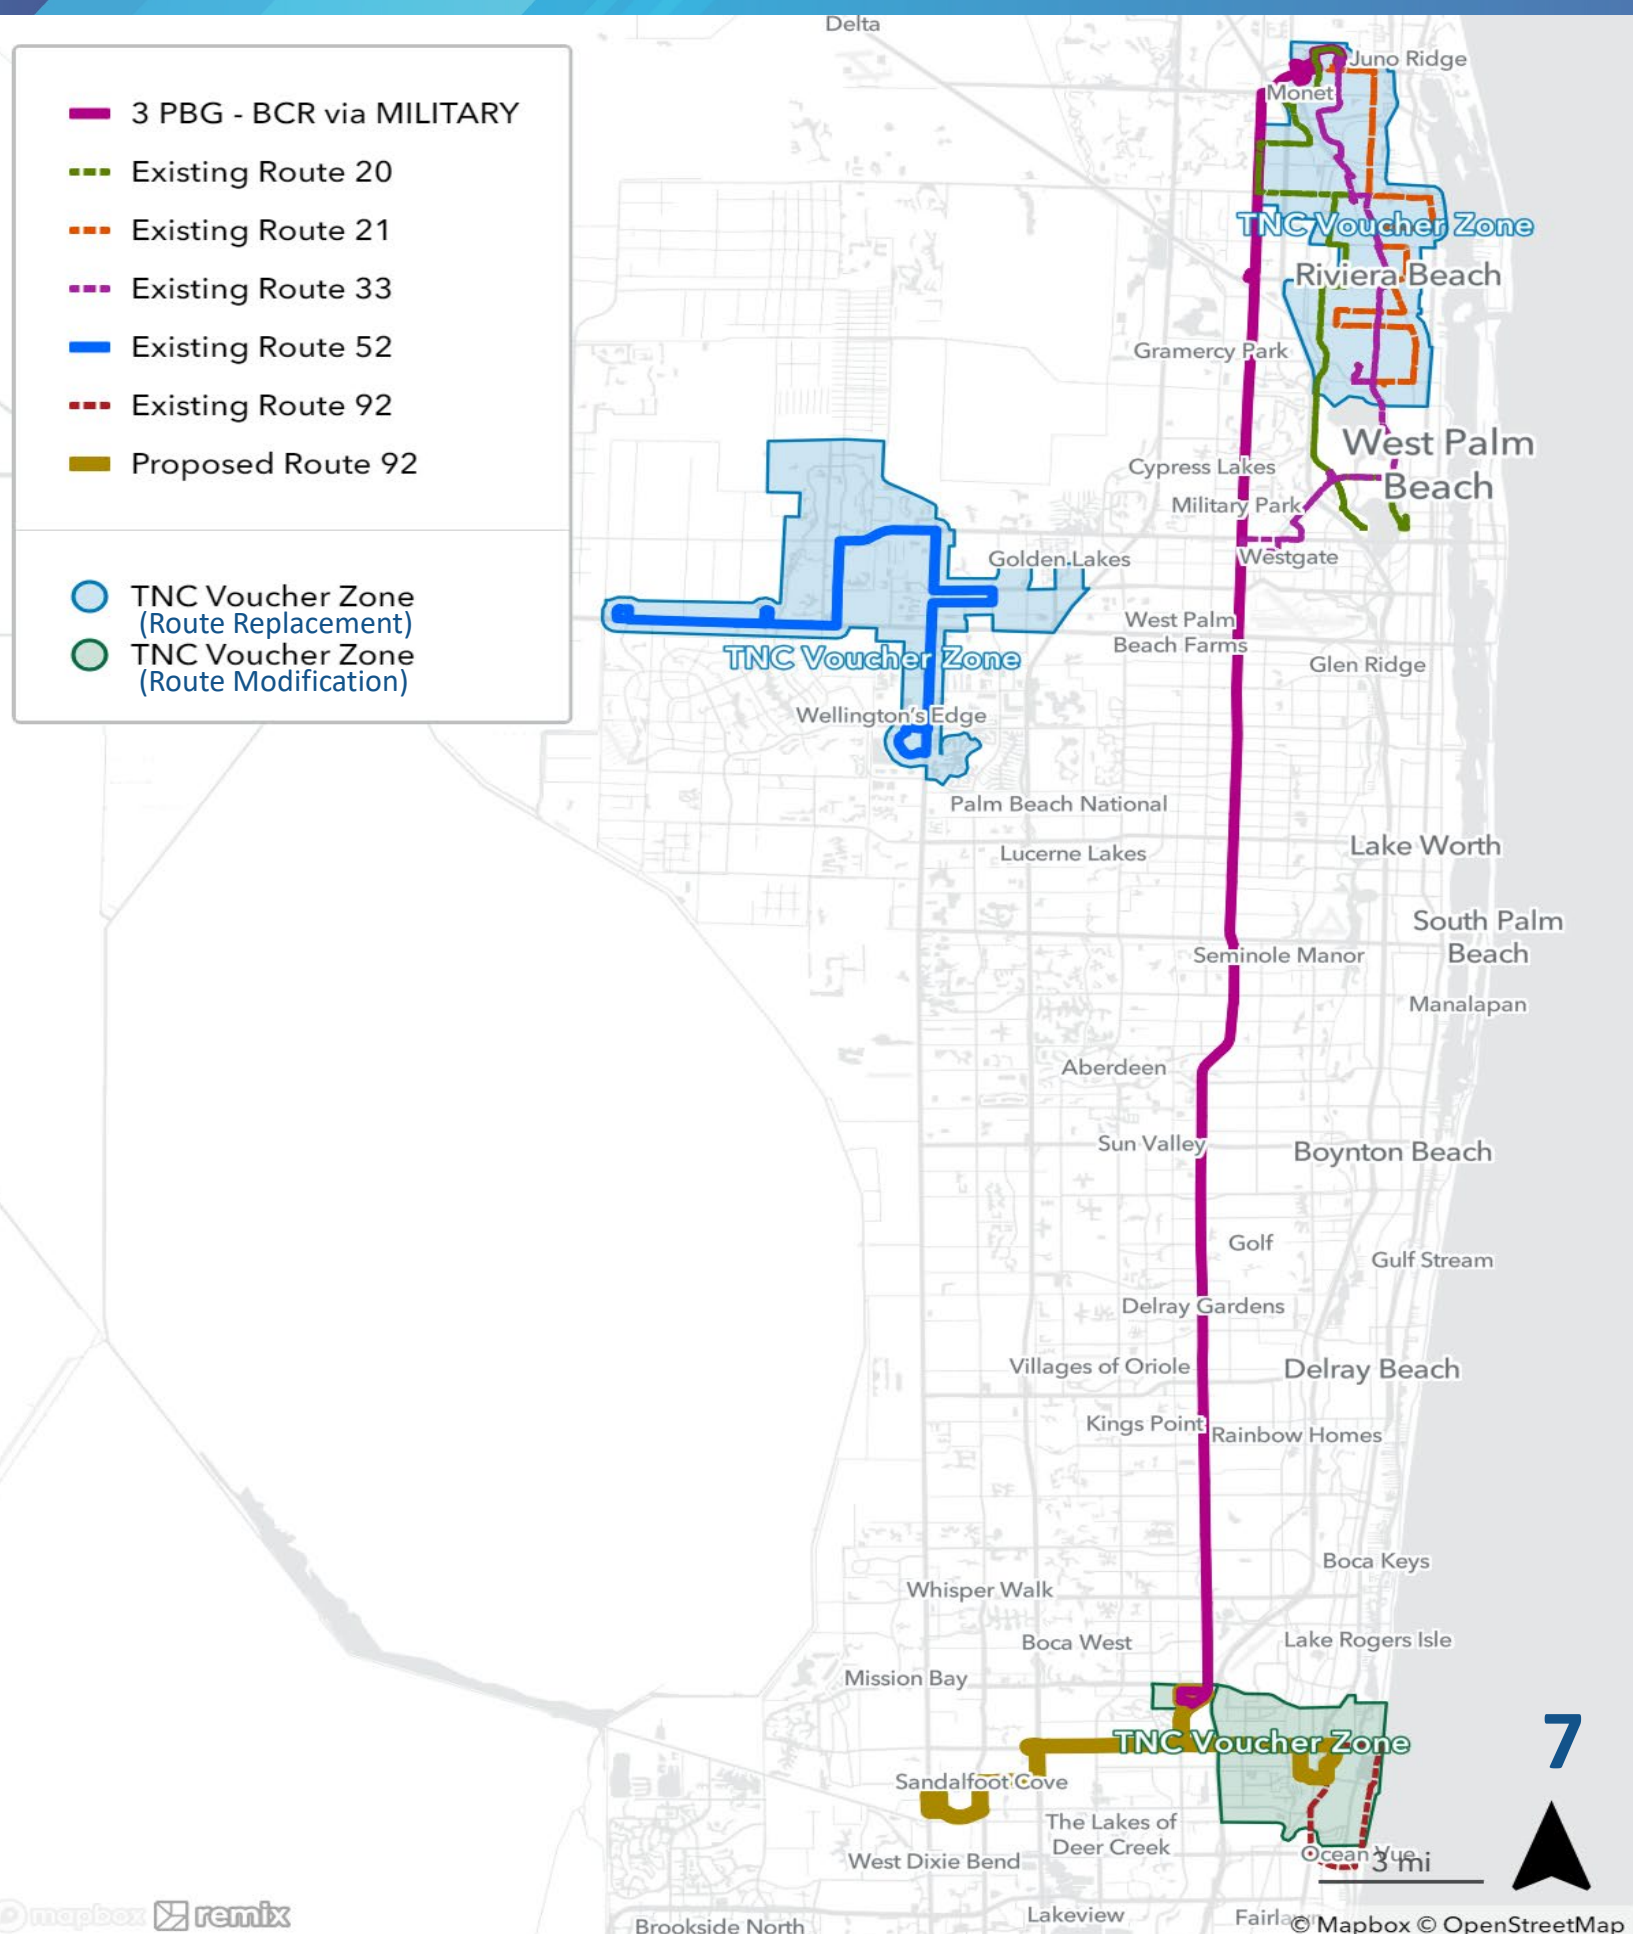 3 PBG - BCR via MILITARY
Existing Route 20
Existing Route 21
Existing Route 33
Existing Route 52
Existing Route 92
Proposed Route 92
TNC Voucher Zone
(Route Replacement)
TNC Voucher Zone
(Route Modification)
Delta
Juno Ridge
Monet
TNC Voucher Zone
Riviera Beach
Gramercy Park
West Palm
Beach
Cypress Lakes
Military Park
Westgate
Golden Lakes
West Palm
Beach Farms
Glen Ridge
TNC Voucher Zone
Wellington's Edge
Palm Beach National
Lucerne Lakes
Lake Worth
South Palm
Beach
Seminole Manor
Manalapan
Aberdeen
Sun Valley
Boynton Beach
Golf
Gulf Stream
Delray Gardens
Villages of Oriole
Delray Beach
Kings Point
Rainbow Homes
Boca Keys
Whisper Walk
Boca West
Lake Rogers Isle
Mission Bay
TNC Voucher Zone
7
Sandalfoot Cove
The Lakes of
Deer Creek
West Dixie Bend
Ocean Vue
3 mi
Lakeview
Brookside North
mapbox remix
© Mapbox © OpenStreetMap